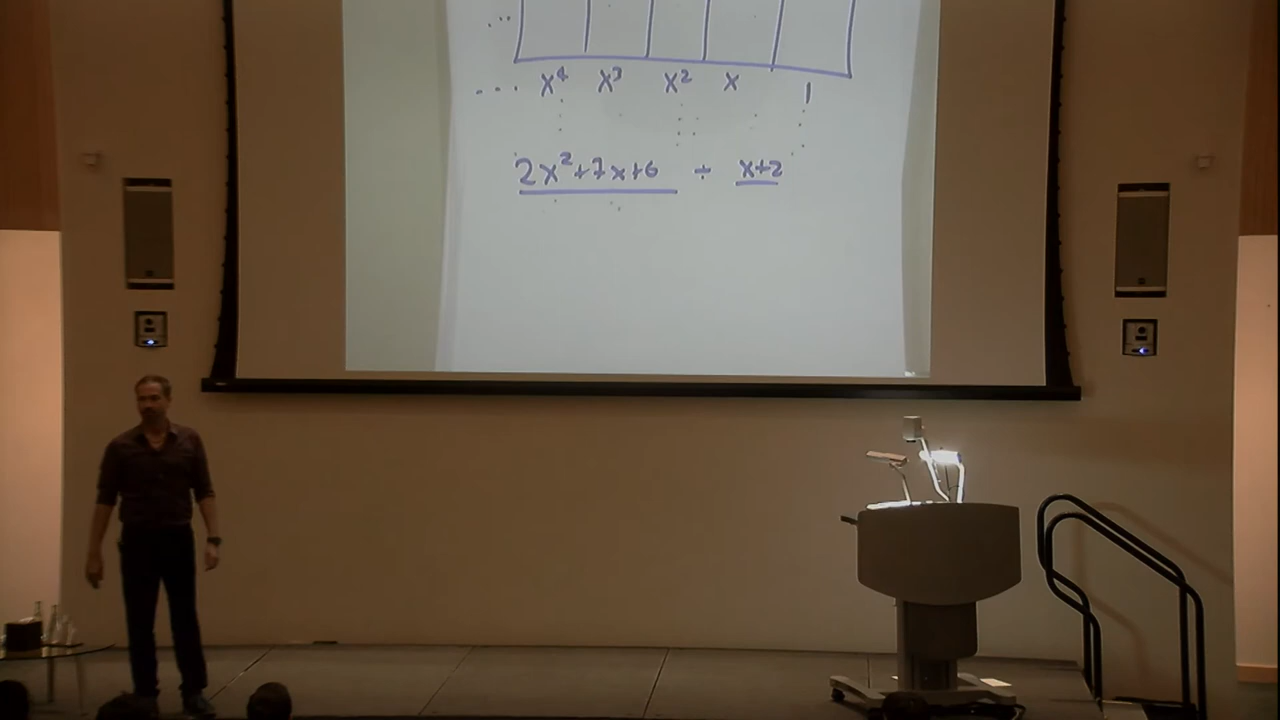 ... x⁴ x³ x² x 1
2x²+7x+6 ÷ x+2